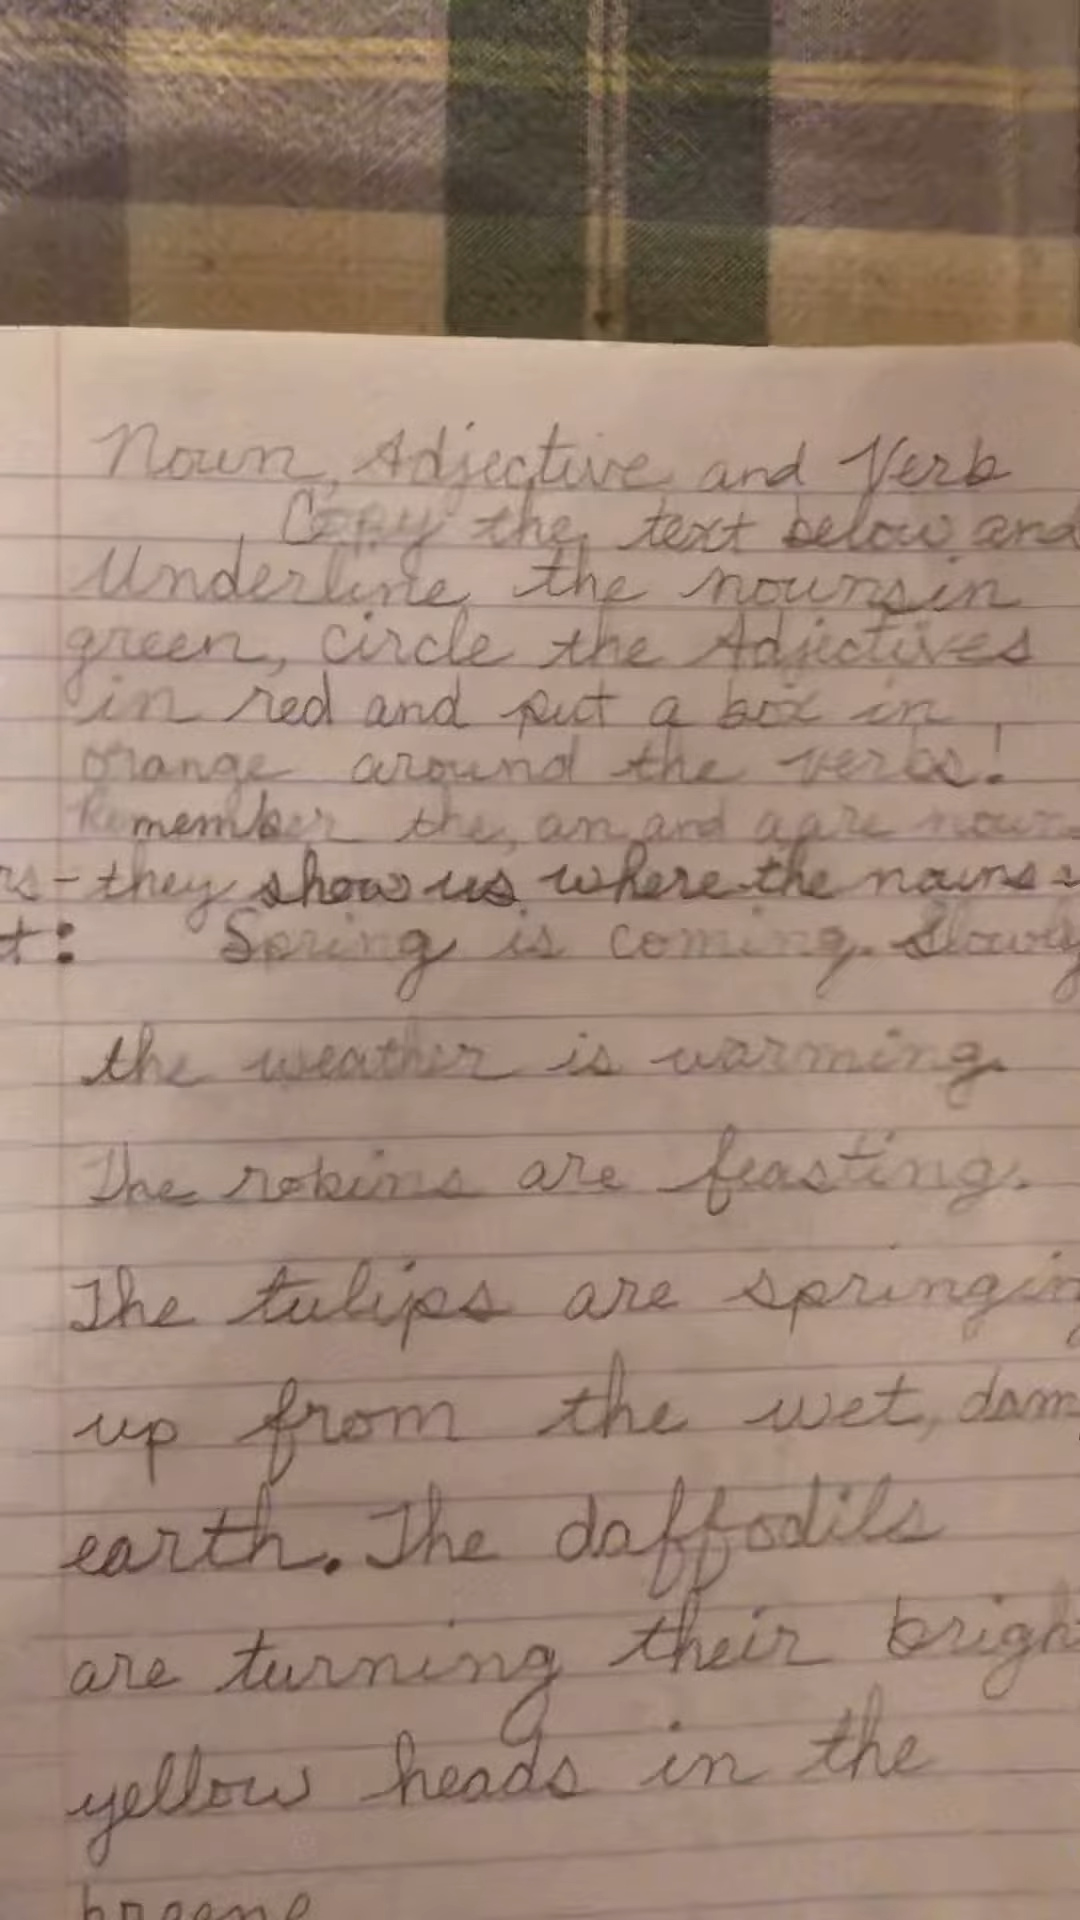 Noun, Adjective and Verb
Copy the text below and
Underline the nouns in
green, circle the Adjectives
in red and put a box in
orange around the verbs!
Remember the, an, and a are noun
rs - they show us where the nouns
t: Spring is coming. Slowly
the weather is warming.
The robins are feasting.
The tulips are springing
up from the wet, dam
earth. The daffodils
are turning their bright
yellow heads in the